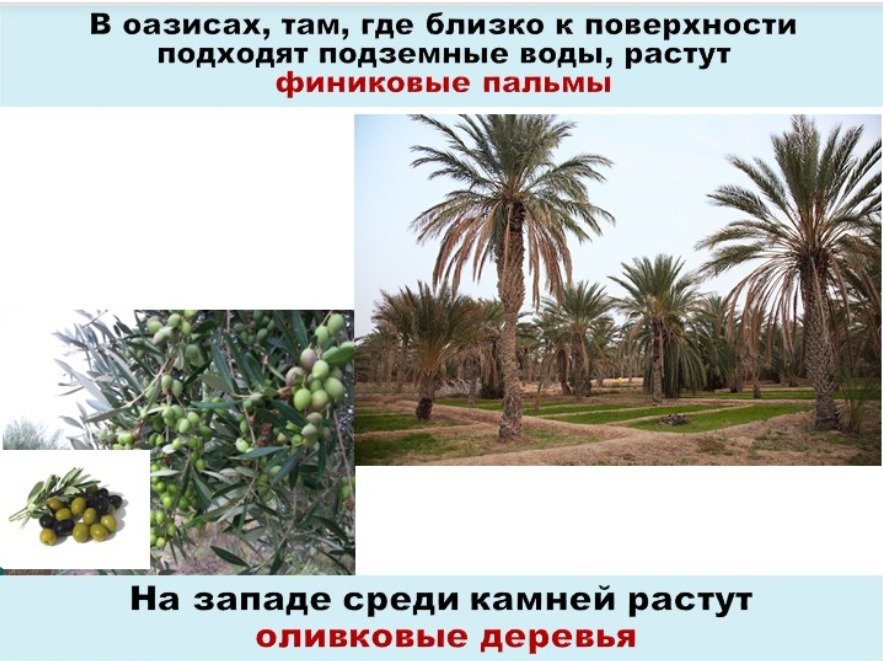 В оазисах, там, где близко к поверхности
подходят подземные воды, растут
финиковые пальмы
На западе среди камней растут
оливковые деревья